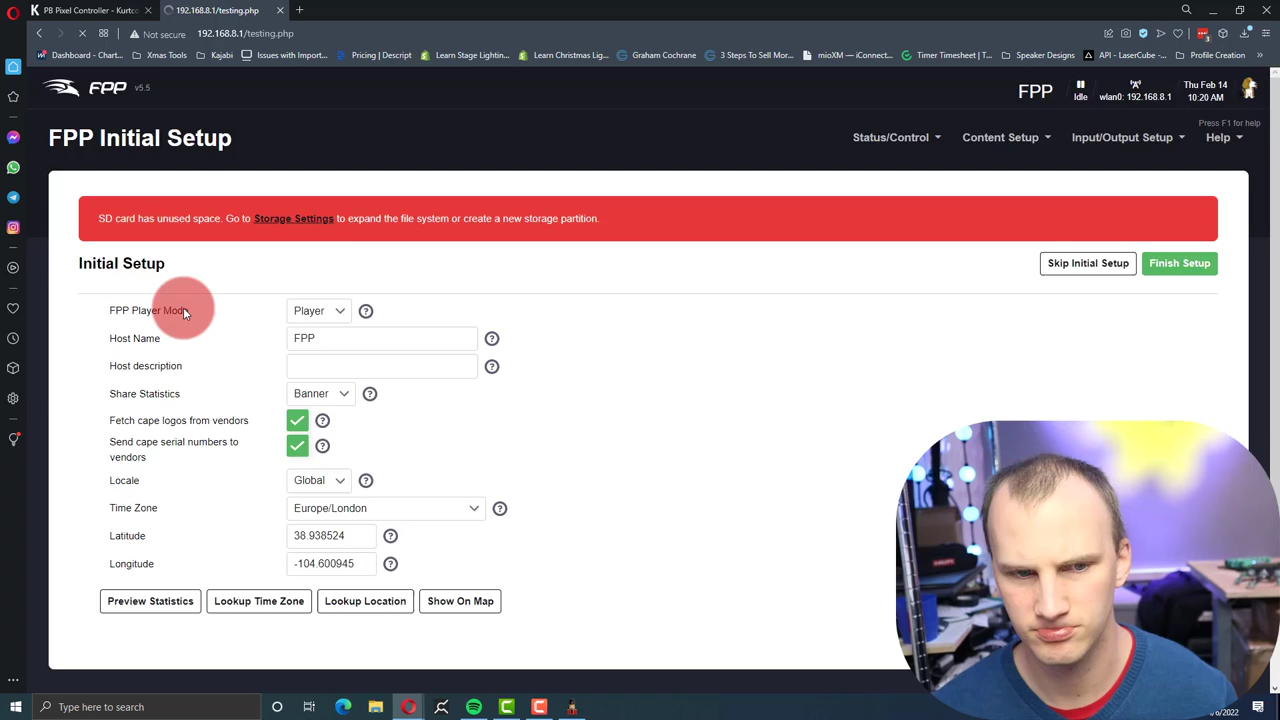 PB Pixel Controller - Kurtco
192.168.8.1/testing.php
Not secure
192.168.8.1/testing.php
Dashboard - Chart...
Xmas Tools
Kajabi
Issues with Import...
Pricing | Descript
Learn Stage Lightin...
Learn Christmas Lig...
Graham Cochrane
3 Steps To Sell Mor...
mioXM — iConnect...
Timer Timesheet | T...
Speaker Designs
API - LaserCube -...
Profile Creation
FPP v5.5
FPP
Idle
wlan0: 192.168.8.1
Thu Feb 14
10:20 AM
Press F1 for help
FPP Initial Setup
Status/Control
Content Setup
Input/Output Setup
Help
SD card has unused space. Go to Storage Settings to expand the file system or create a new storage partition.
Initial Setup
Skip Initial Setup
Finish Setup
FPP Player Mode
Player
Host Name
FPP
Host description
Share Statistics
Banner
Fetch cape logos from vendors
Send cape serial numbers to
vendors
Locale
Global
Time Zone
Europe/London
Latitude
38.938524
Longitude
-104.600945
Preview Statistics
Lookup Time Zone
Lookup Location
Show On Map
Type here to search
/6/2022